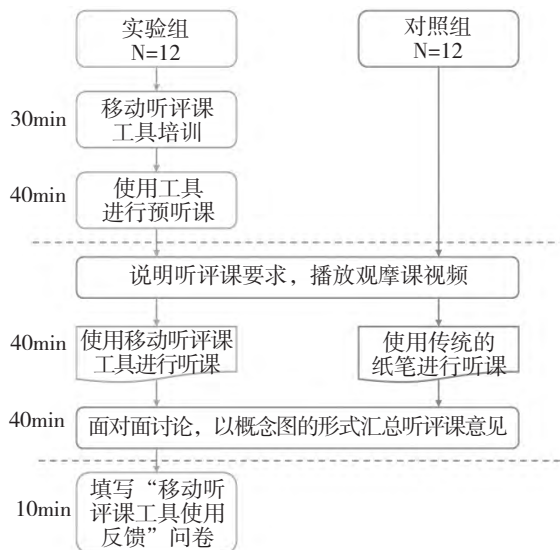 实验组
N=12
对照组
N=12
30min
移动听评课
工具培训
40min
使用工具
进行预听课
说明听评课要求，播放观摩课视频
40min
使用移动听评课
工具进行听课
使用传统的
纸笔进行听课
40min
面对面讨论，以概念图的形式汇总听评课意见
10min
填写“移动听
评课工具使用
反馈”问卷